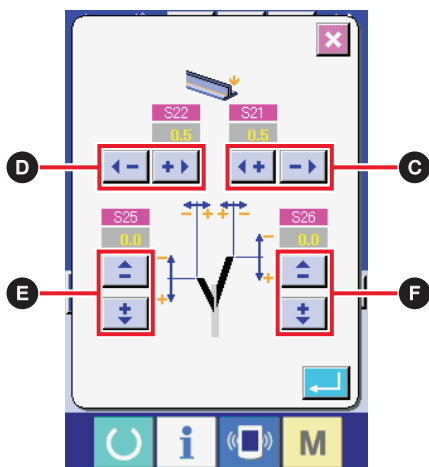 S22 S21
0.5 0.5
D - + + - C
S25 - + + - S26
0.0 0.0
- -
E + + F
± ±
i M